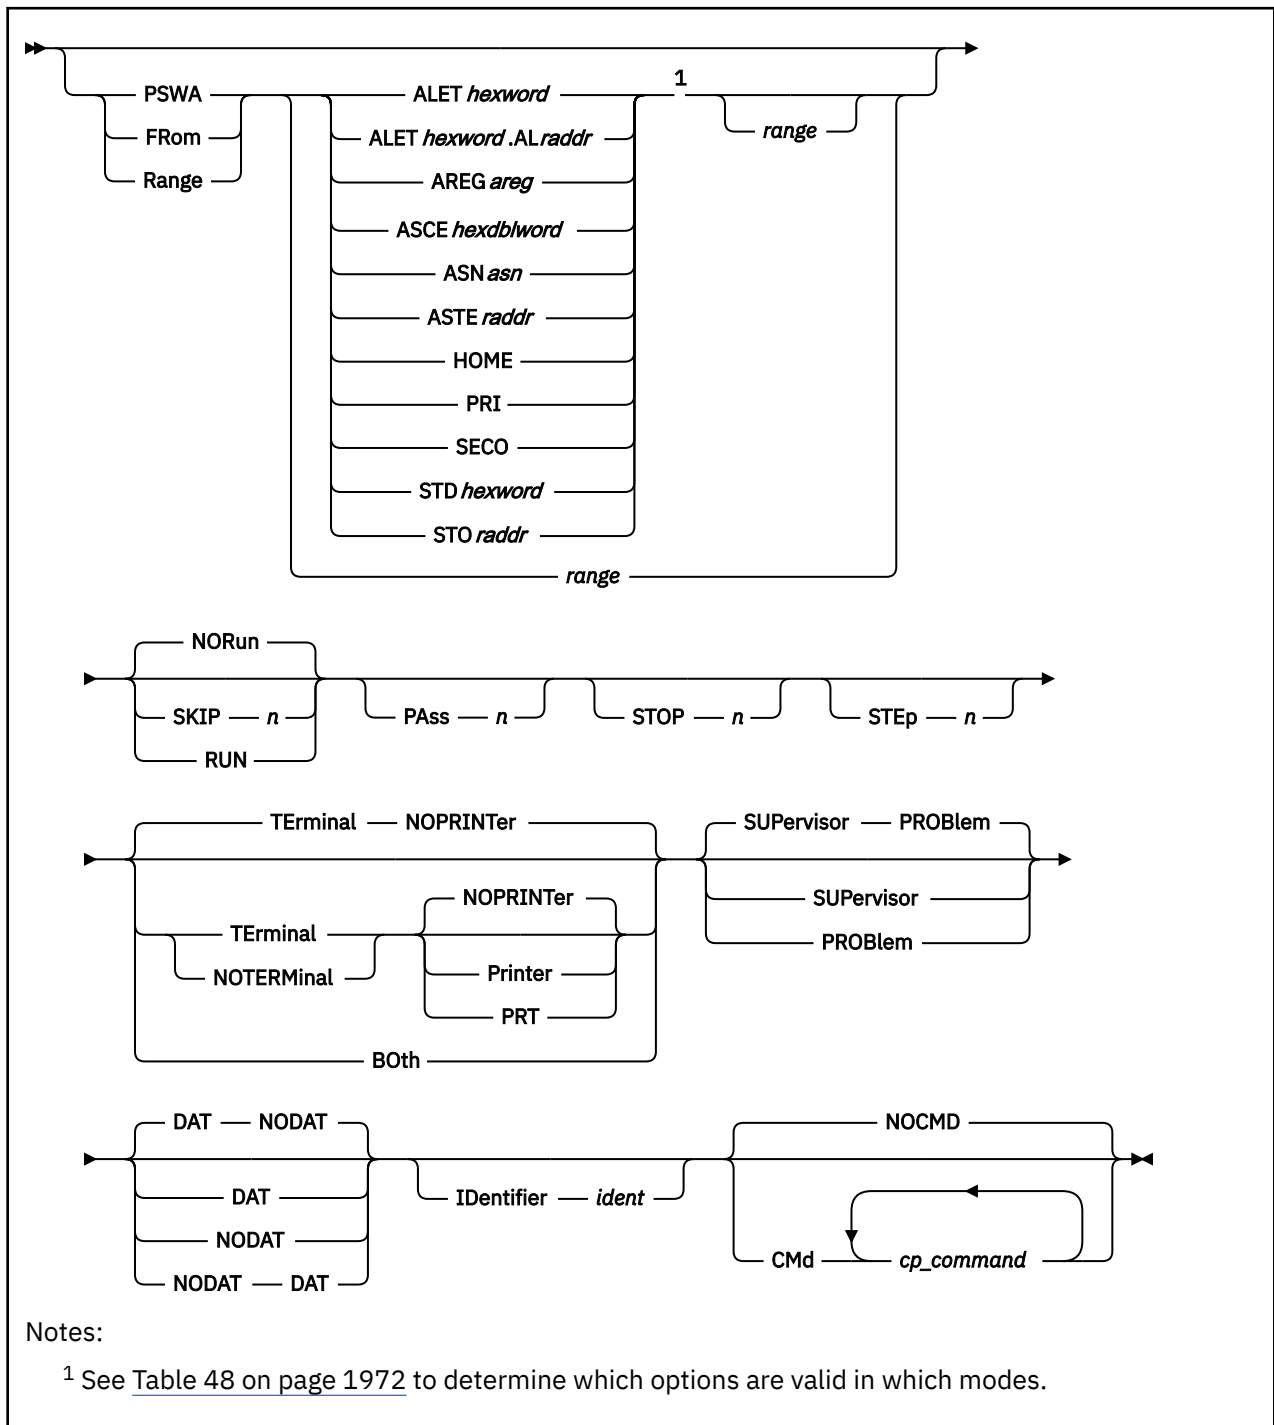 PSWA
FRom
Range
ALET hexword
ALET hexword .ALraddr
AREG areg
ASCE hexdblword
ASN asn
ASTE raddr
HOME
PRI
SECO
STD hexword
STO raddr
1
range
range
NORun
SKIP n
RUN
PAss n
STOP n
STEp n
TErminal NOPRINTer
TErminal
NOTERMinal
NOPRINTer
Printer
PRT
BOth
SUPervisor PROBlem
SUPervisor
PROBlem
DAT NODAT
DAT
NODAT
NODAT DAT
IDentifier ident
NOCMD
CMd cp_command
Notes:
1 See Table 48 on page 1972 to determine which options are valid in which modes.